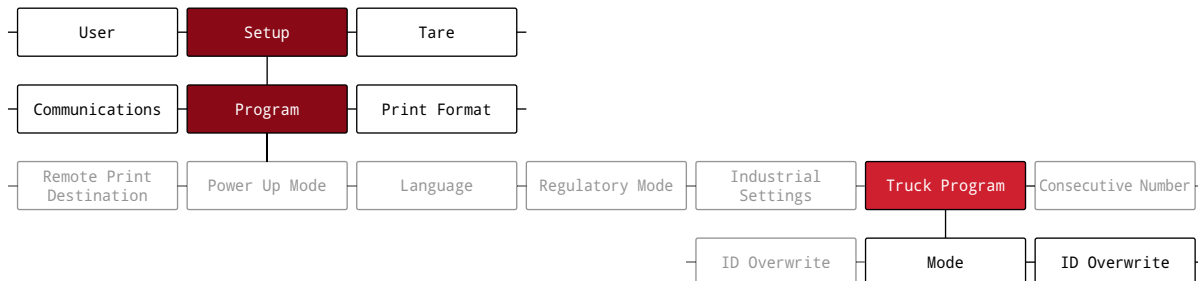 User
Setup
Tare
Communications
Program
Print Format
Remote Print
Destination
Power Up Mode
Language
Regulatory Mode
Industrial
Settings
Truck Program
Consecutive Number
ID Overwrite
Mode
ID Overwrite